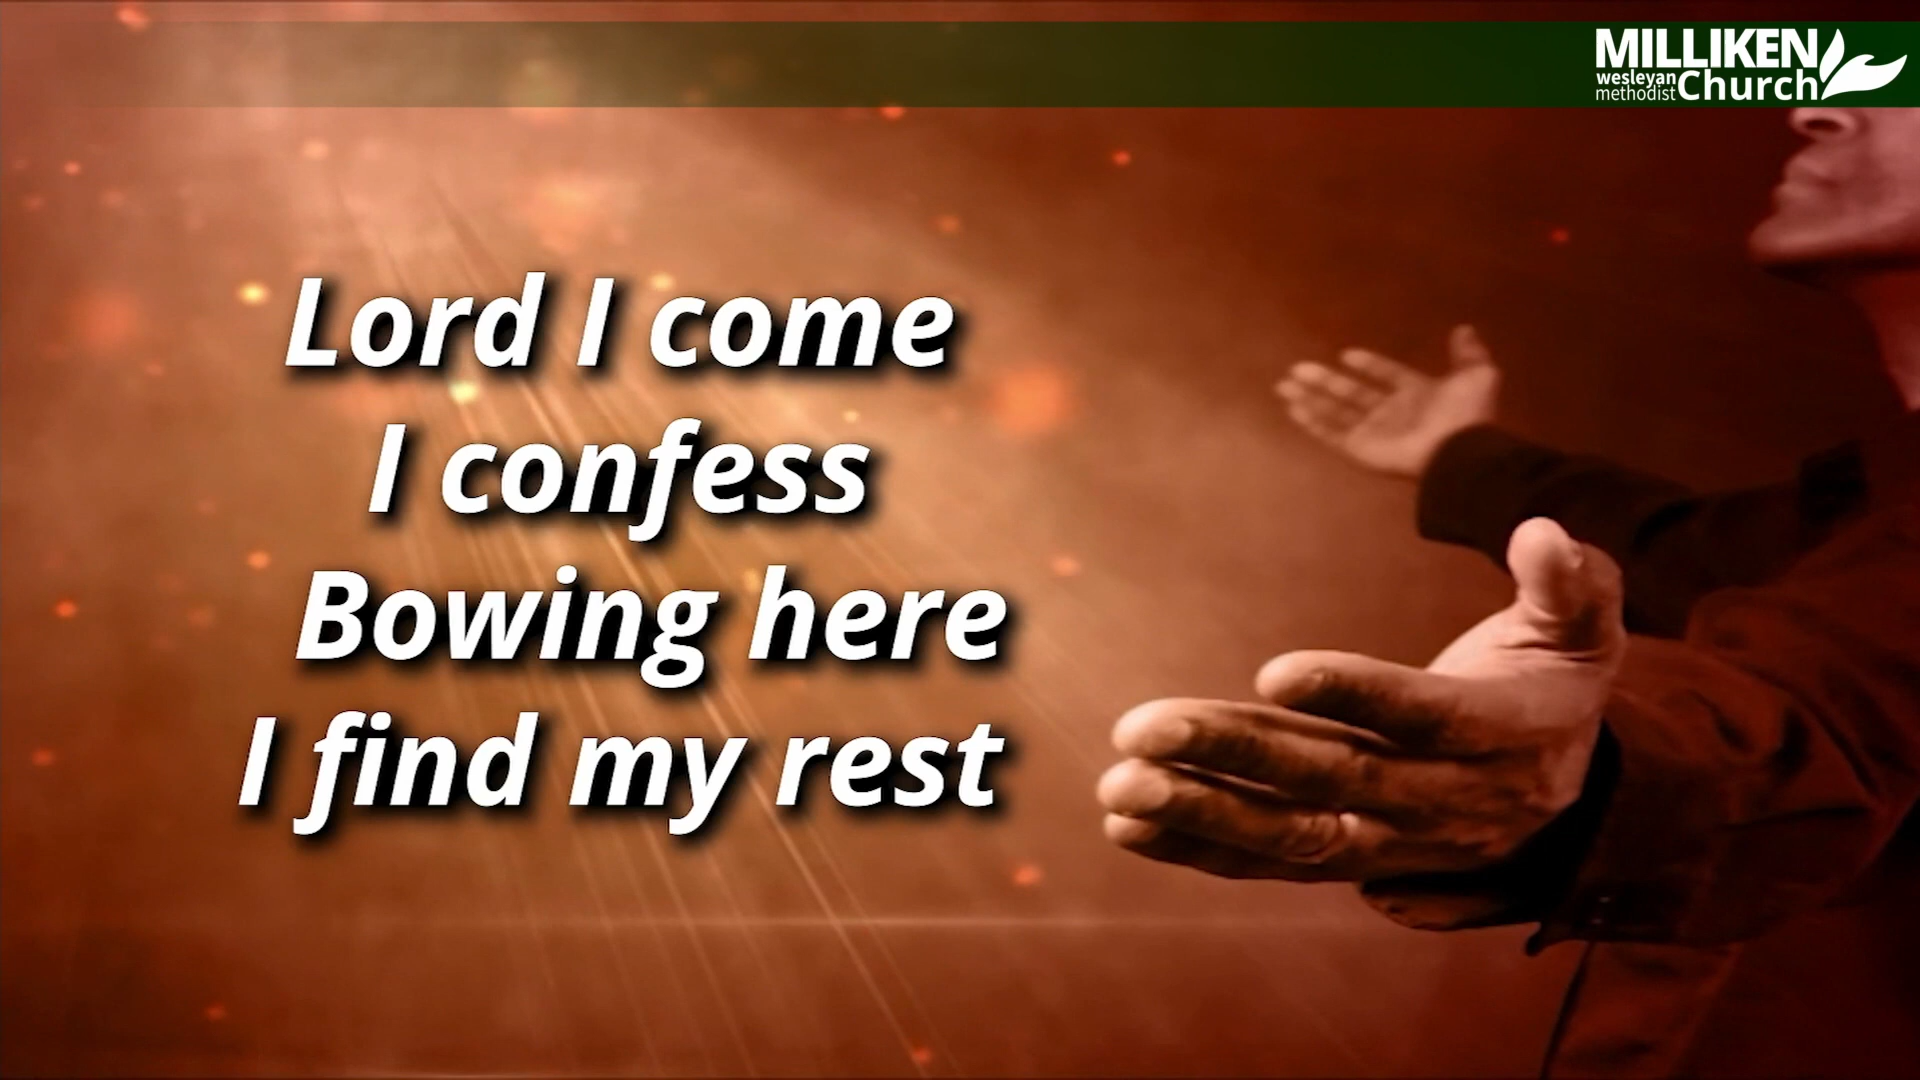 MILLIKEN
wesleyan
methodist Church
Lord I come
I confess
Bowing here
I find my rest